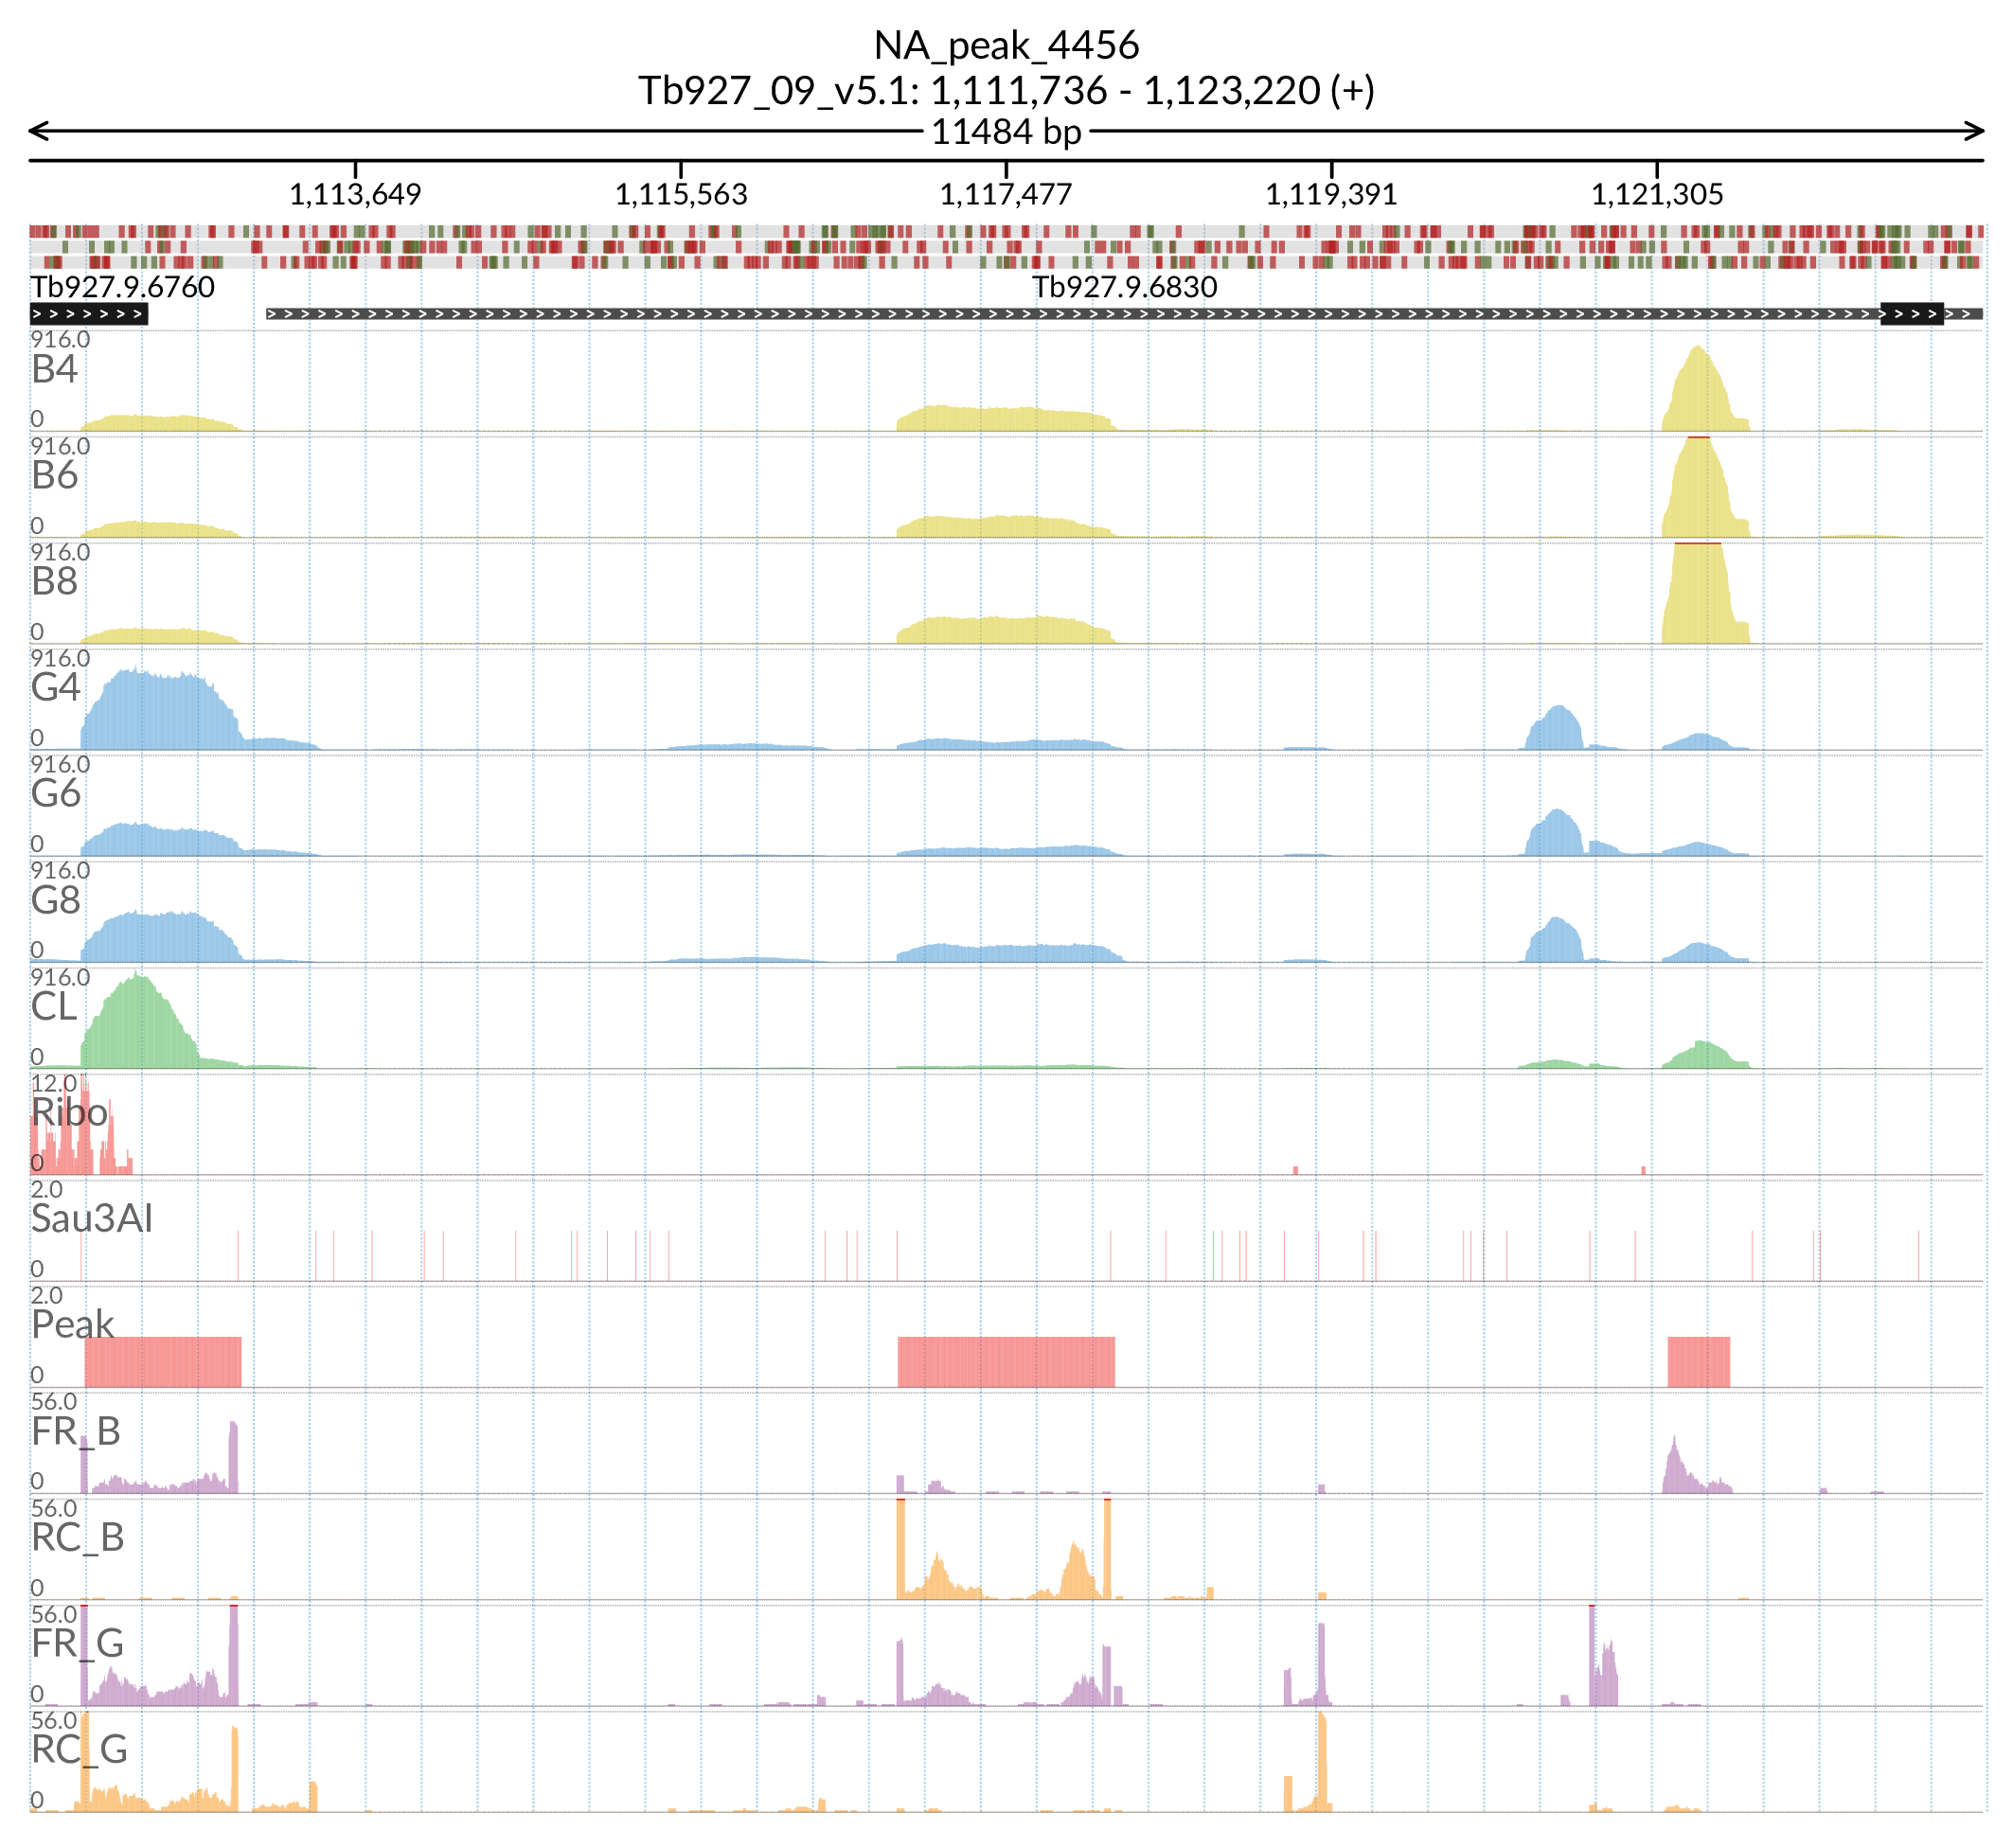 NA_peak_4456
Tb927_09_v5.1: 1,111,736 - 1,123,220 (+)
11484 bp
1,113,649 1,115,563 1,117,477 1,119,391 1,121,305
Tb927.9.6760 Tb927.9.6830
916.0
B4
0
916.0
B6
0
916.0
B8
0
916.0
G4
0
916.0
G6
0
916.0
G8
0
916.0
CL
0
12.0
Ribo
0
2.0
Sau3AI
0
2.0
Peak
0
56.0
FR_B
0
56.0
RC_B
0
56.0
FR_G
0
56.0
RC_G
0